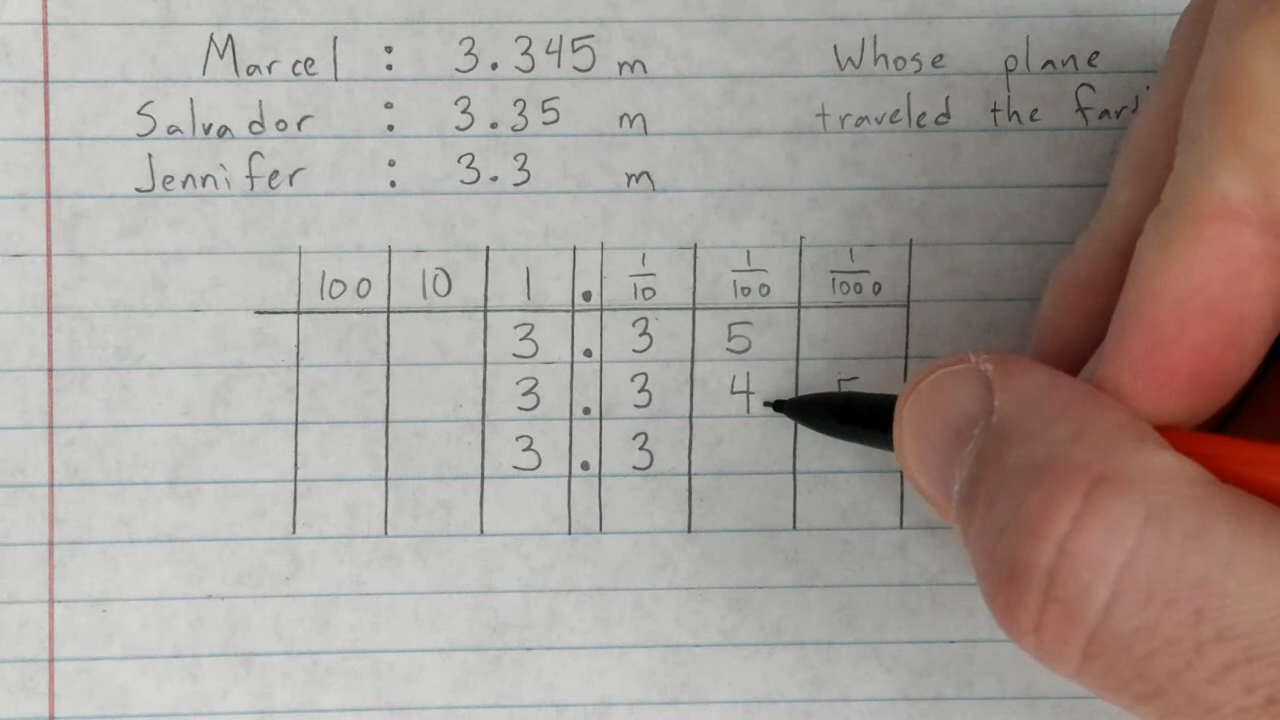 Marcel : 3.345 m
Salvador : 3.35 m
Jennifer : 3.3 m
Whose plane
traveled the
100 10 1 . 1/10 1/100 1/1000
3 . 3 5
3 . 3 4 5
3 . 3